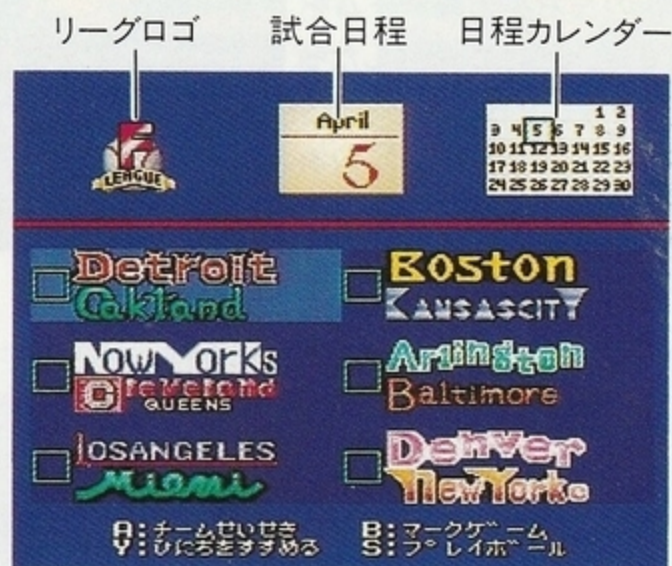 リーグロゴ
試合日程
日程カレンダー
F
LEAGUE
April
5
1 2
3 4 5 6 7 8 9
10 11 12 13 14 15 16
17 18 19 20 21 22 23
24 25 26 27 28 29 30
Detroit
Oakland
Boston
KANSASCITY
NowYorks
Cleveland
QUEENS
Arlington
Baltimore
LOSANGELES
Miami
Denver
NewYorks
A:チームせいせき
B:マークゲーム
Y:ひにちをすすめる
S:プレイボール